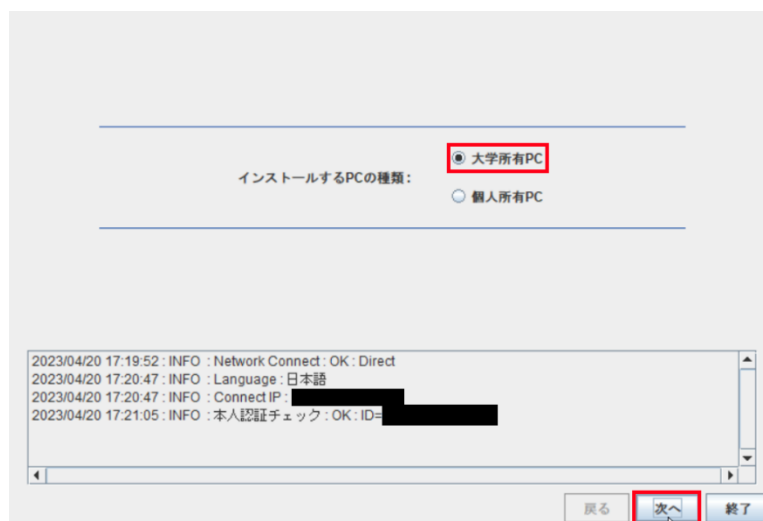 大学所有PC
インストールするPCの種類 :
個人所有PC
2023/04/20 17:19:52 : INFO : Network Connect : OK : Direct
2023/04/20 17:20:47 : INFO : Language : 日本語
2023/04/20 17:20:47 : INFO : Connect IP :
2023/04/20 17:21:05 : INFO : 本人認証チェック : OK : ID=
戻る 次へ 終了